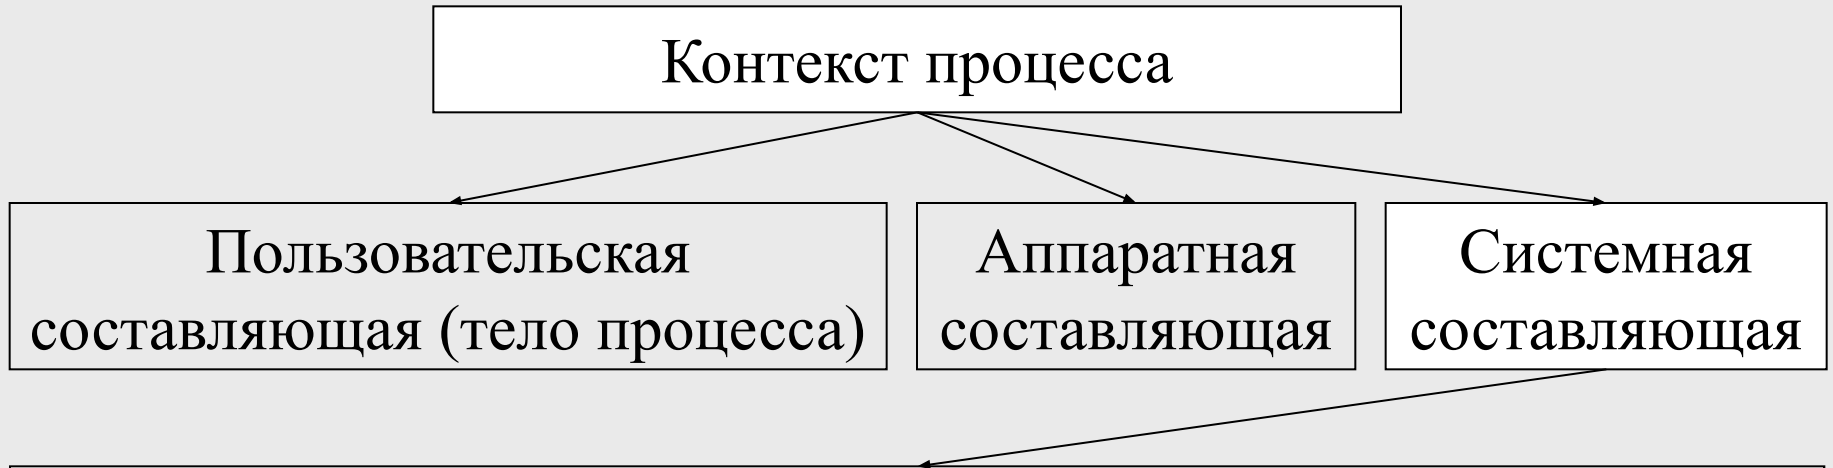 Контекст процесса
Пользовательская
составляющая (тело процесса)
Аппаратная
составляющая
Системная
составляющая